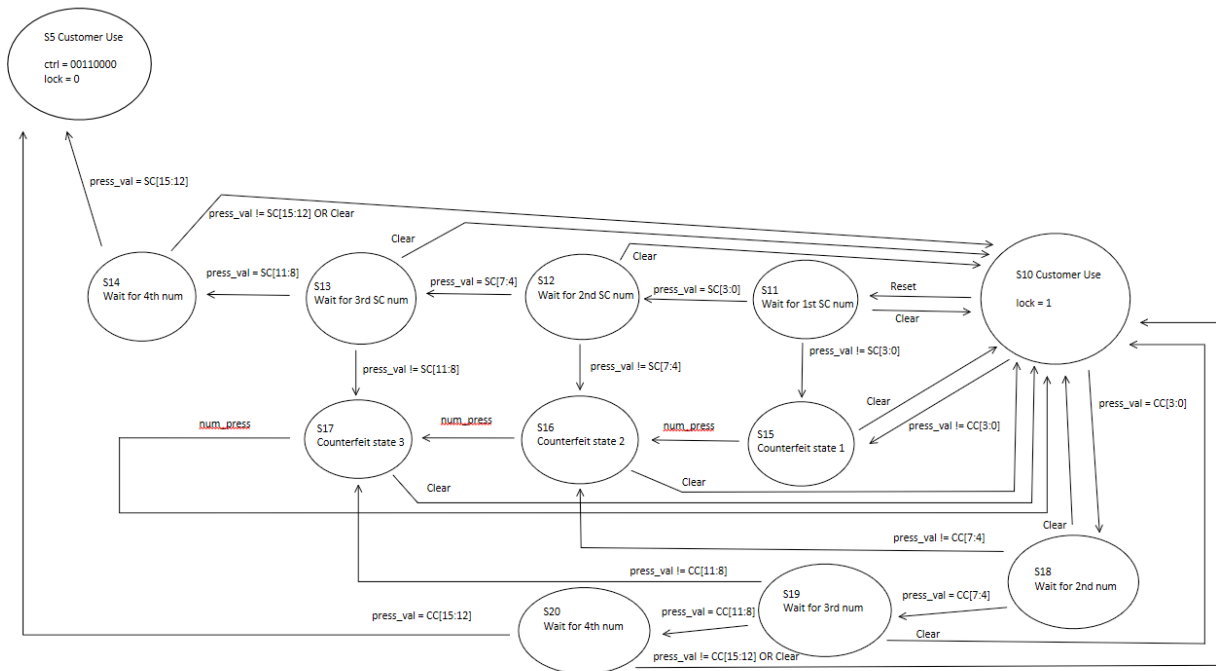 S5 Customer Use
ctrl = 00110000
lock = 0
press_val = SC[15:12]
press_val != SC[15:12] OR Clear
Clear
Clear
S14
Wait for 4th num
press_val = SC[11:8]
S13
Wait for 3rd SC num
press_val = SC[7:4]
S12
Wait for 2nd SC num
press_val = SC[3:0]
S11
Wait for 1st SC num
Reset
Clear
S10 Customer Use
lock = 1
press_val != SC[11:8]
press_val != SC[7:4]
press_val != SC[3:0]
num_press
S17
Counterfeit state 3
num_press
S16
Counterfeit state 2
num_press
S15
Counterfeit state 1
Clear
press_val != CC[3:0]
press_val = CC[3:0]
Clear
Clear
Clear
press_val != CC[7:4]
press_val != CC[11:8]
S18
Wait for 2nd num
press_val = CC[7:4]
S19
Wait for 3rd num
press_val = CC[11:8]
S20
Wait for 4th num
press_val = CC[15:12]
Clear
press_val != CC[15:12] OR Clear